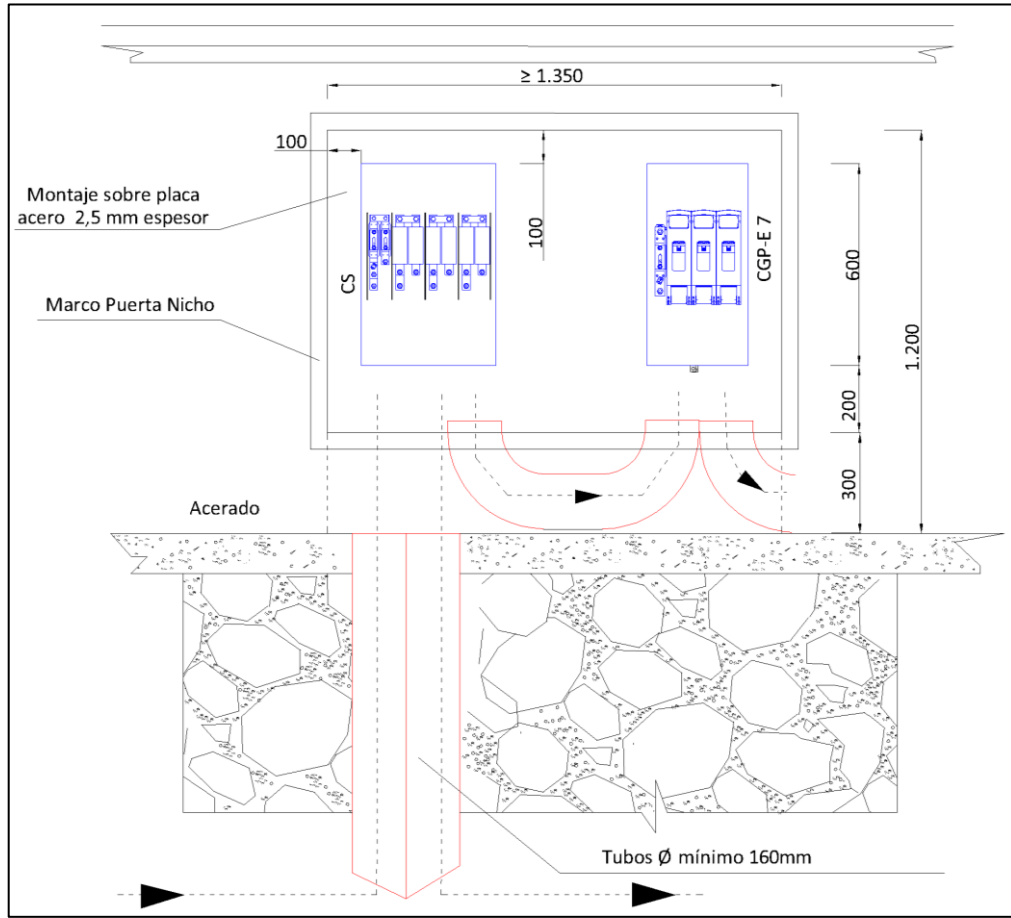 ≥ 1.350
100
Montaje sobre placa
acero 2,5 mm espesor
100
CS
CGP-E 7
600
1.200
Marco Puerta Nicho
200
300
Acerado
Tubos Ø mínimo 160mm